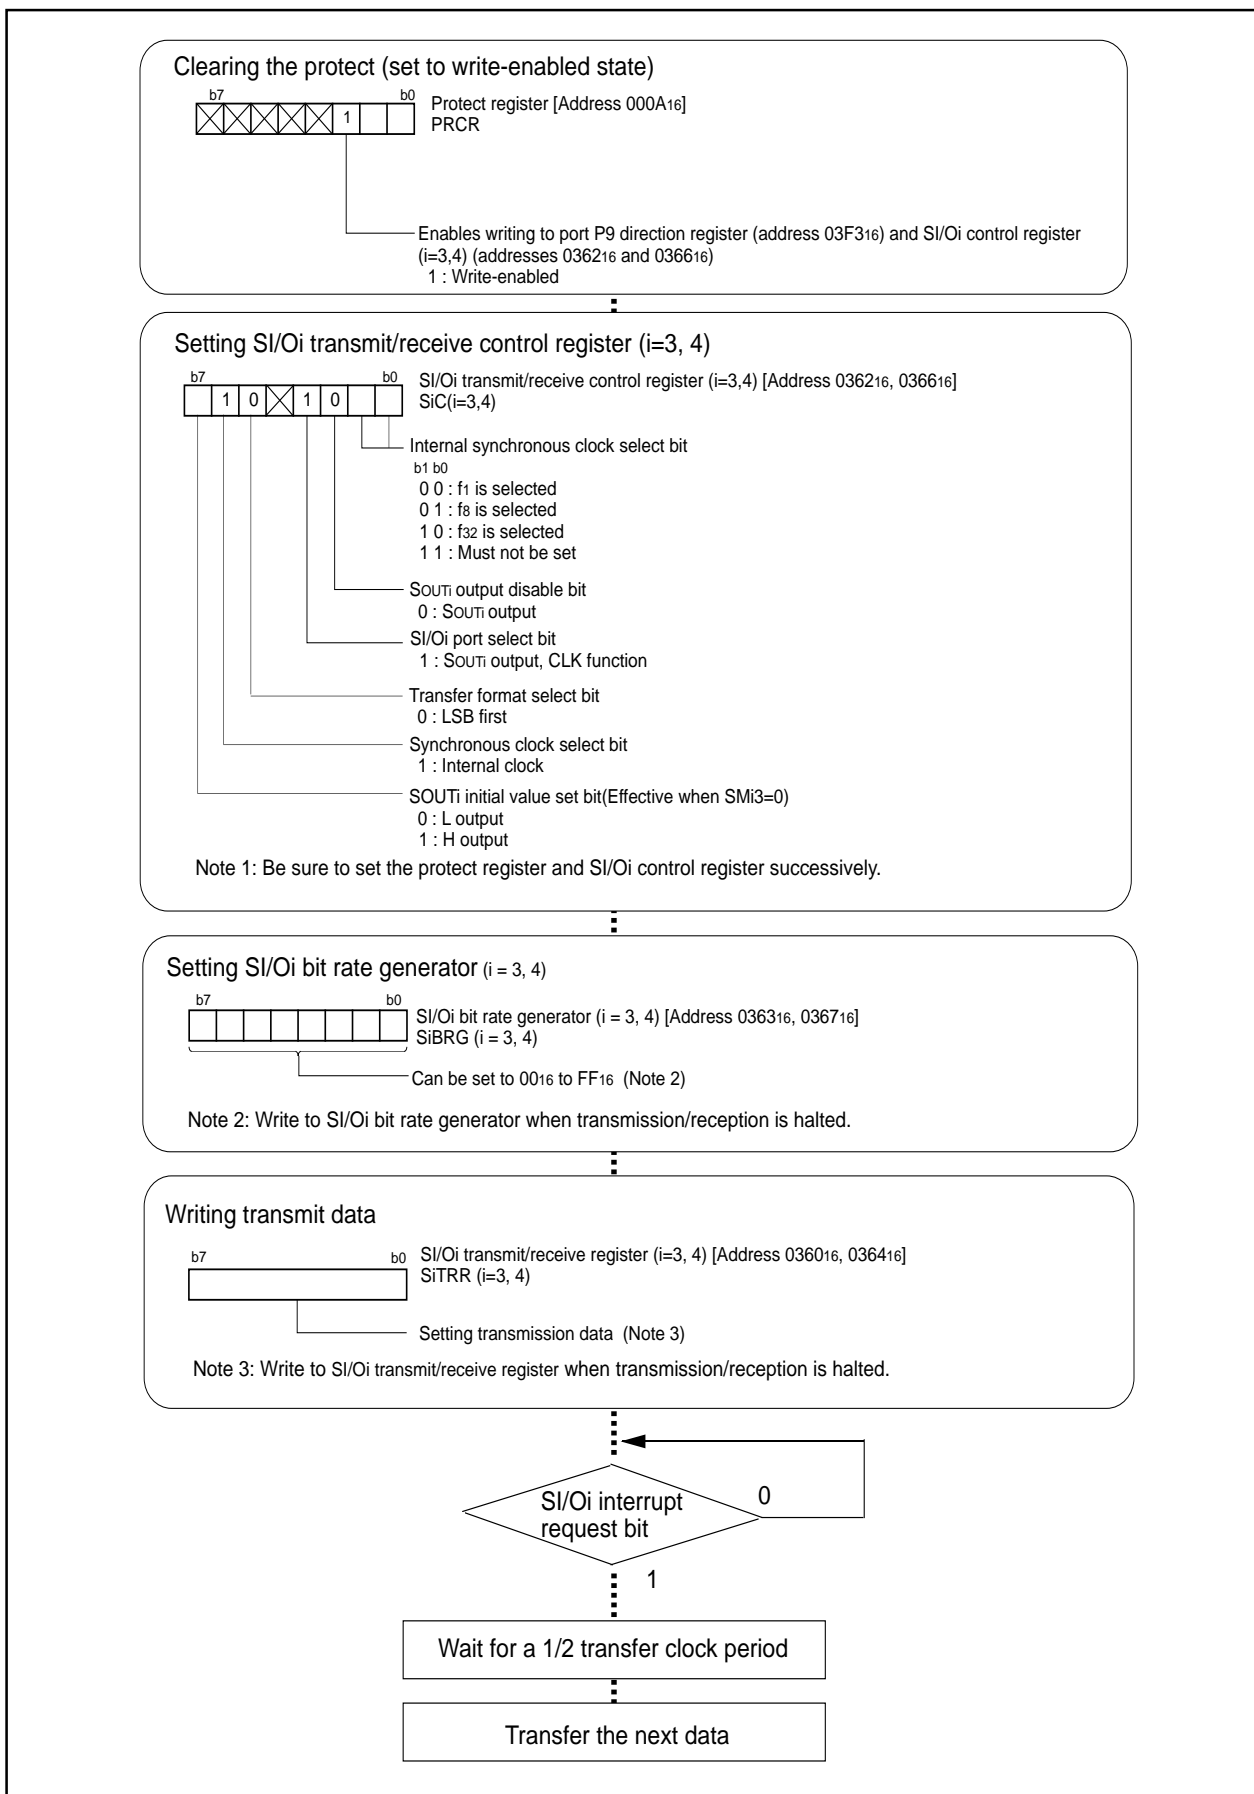 Clearing the protect (set to write-enabled state)
b7 b0
1
Protect register [Address 000A16]
PRCR
Enables writing to port P9 direction register (address 03F316) and SI/Oi control register
(i=3,4) (addresses 036216 and 036616)
1 : Write-enabled
Setting SI/Oi transmit/receive control register (i=3, 4)
b7 b0
1 0 1 0
SI/Oi transmit/receive control register (i=3,4) [Address 036216, 036616]
SiC(i=3,4)
Internal synchronous clock select bit
b1 b0
0 0 : f1 is selected
0 1 : f8 is selected
1 0 : f32 is selected
1 1 : Must not be set
SOUTi output disable bit
0 : SOUTi output
SI/Oi port select bit
1 : SOUTi output, CLK function
Transfer format select bit
0 : LSB first
Synchronous clock select bit
1 : Internal clock
SOUTi initial value set bit(Effective when SMi3=0)
0 : L output
1 : H output
Note 1: Be sure to set the protect register and SI/Oi control register successively.
Setting SI/Oi bit rate generator (i = 3, 4)
b7 b0
SI/Oi bit rate generator (i = 3, 4) [Address 036316, 036716]
SiBRG (i = 3, 4)
Can be set to 0016 to FF16 (Note 2)
Note 2: Write to SI/Oi bit rate generator when transmission/reception is halted.
Writing transmit data
b7 b0
SI/Oi transmit/receive register (i=3, 4) [Address 036016, 036416]
SiTRR (i=3, 4)
Setting transmission data (Note 3)
Note 3: Write to SI/Oi transmit/receive register when transmission/reception is halted.
SI/Oi interrupt
request bit
0
1
Wait for a 1/2 transfer clock period
Transfer the next data